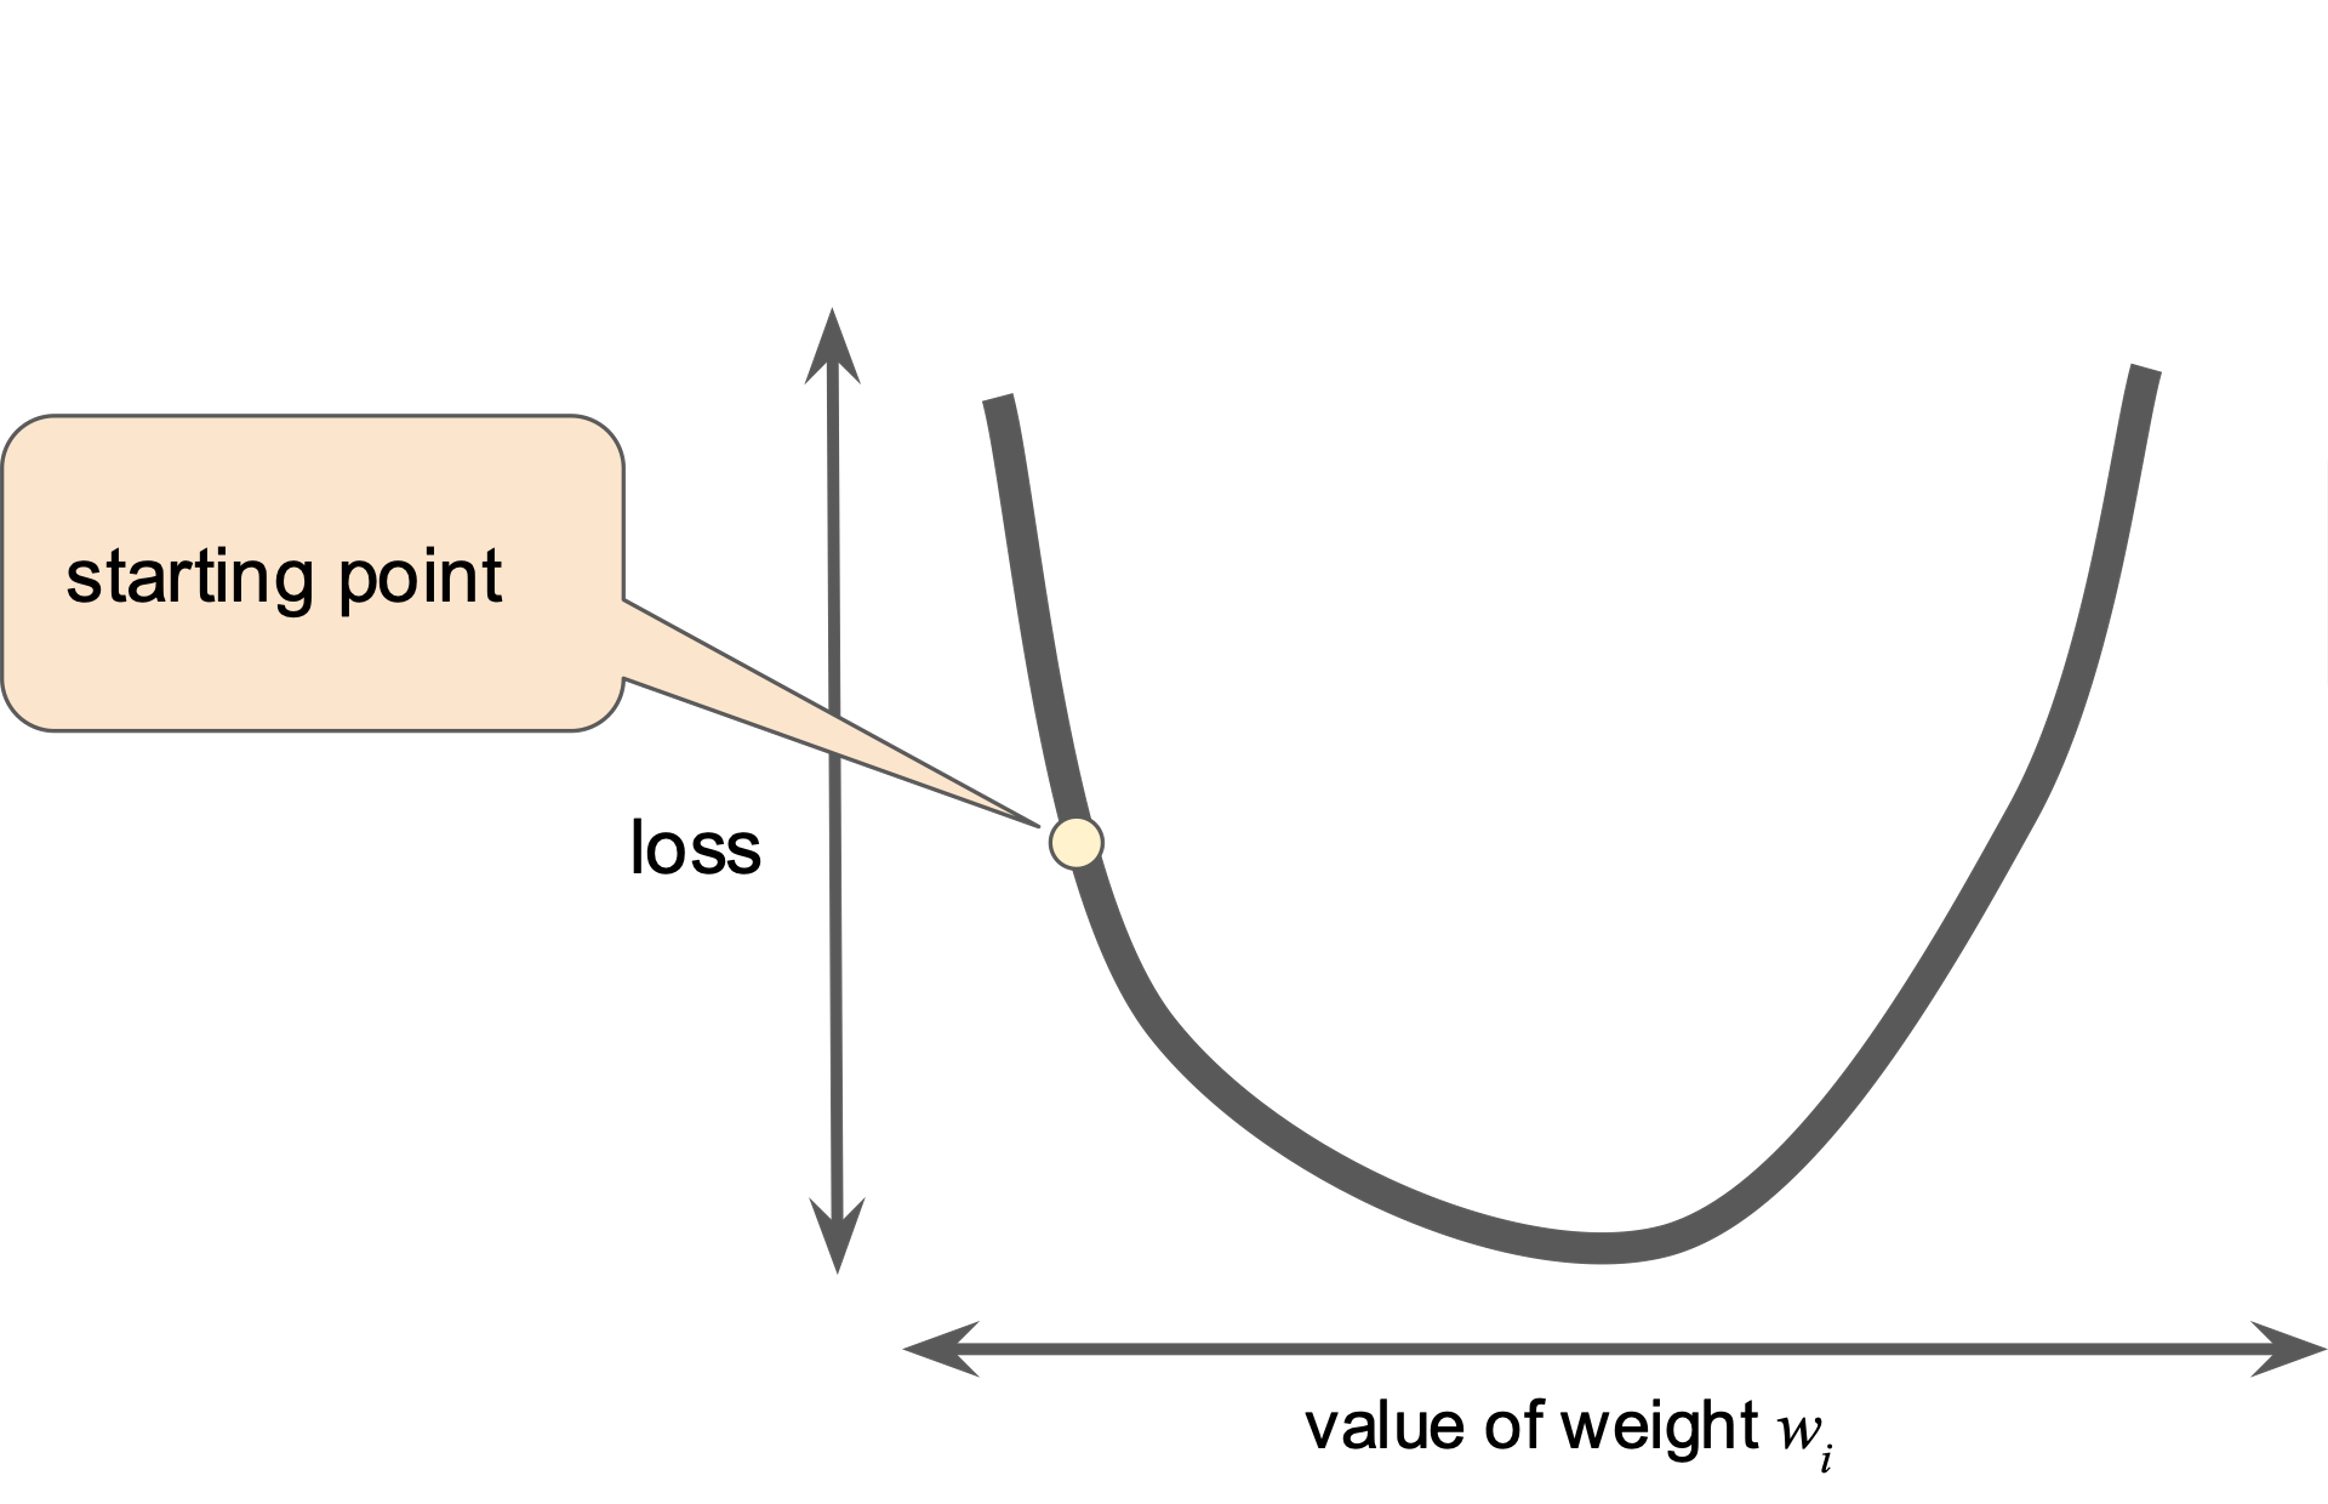 starting point
loss
value of weight wᵢ